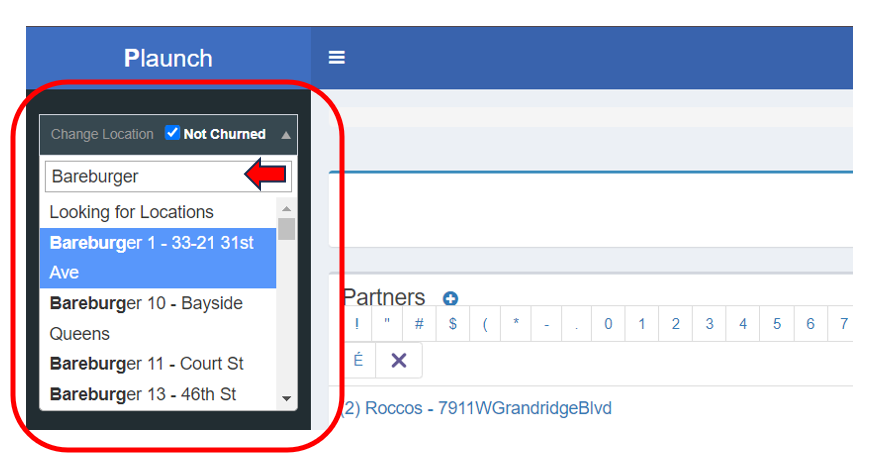 Plaunch
Change Location Not Churned
Bareburger
Looking for Locations
Bareburger 1 - 33-21 31st
Ave
Bareburger 10 - Bayside
Queens
Bareburger 11 - Court St
Bareburger 13 - 46th St
Partners
! " # $ ( * - . 0 1 2 3 4 5 6 7
É
(2) Roccos - 7911WGrandridgeBlvd